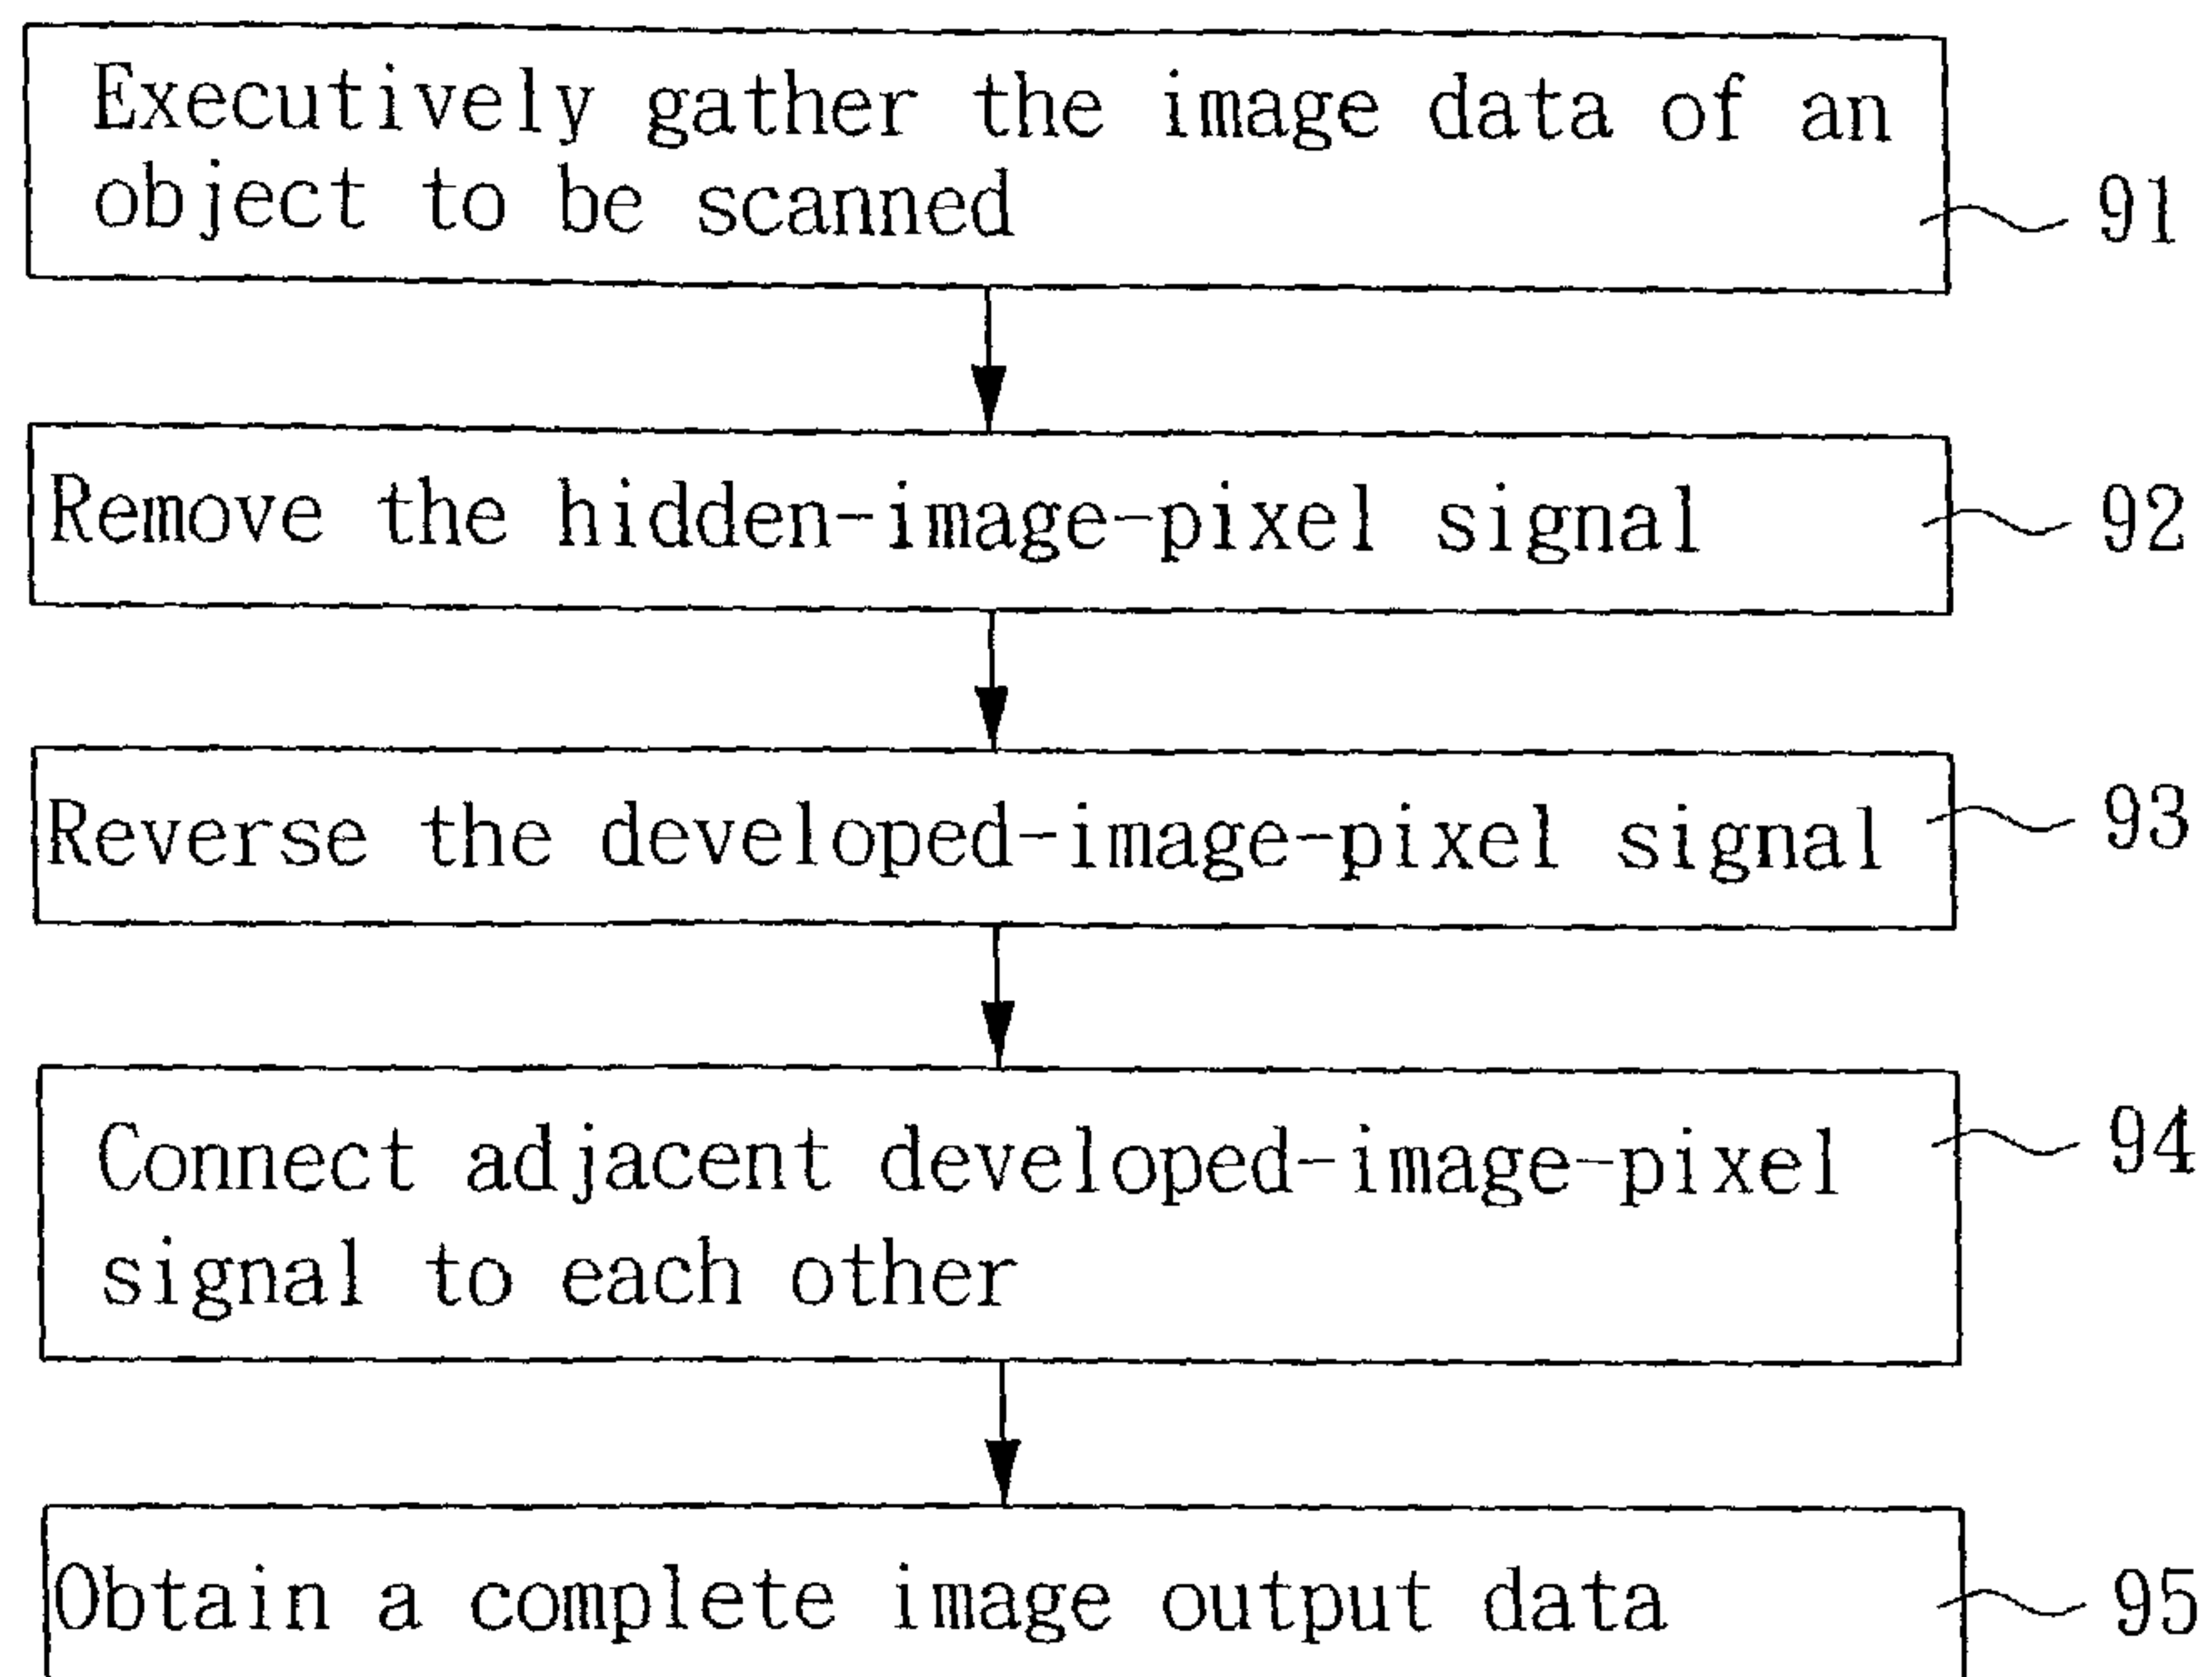 Executively gather the image data of an
object to be scanned
91
Remove the hidden-image-pixel signal
92
Reverse the developed-image-pixel signal
93
Connect adjacent developed-image-pixel
signal to each other
94
Obtain a complete image output data
95